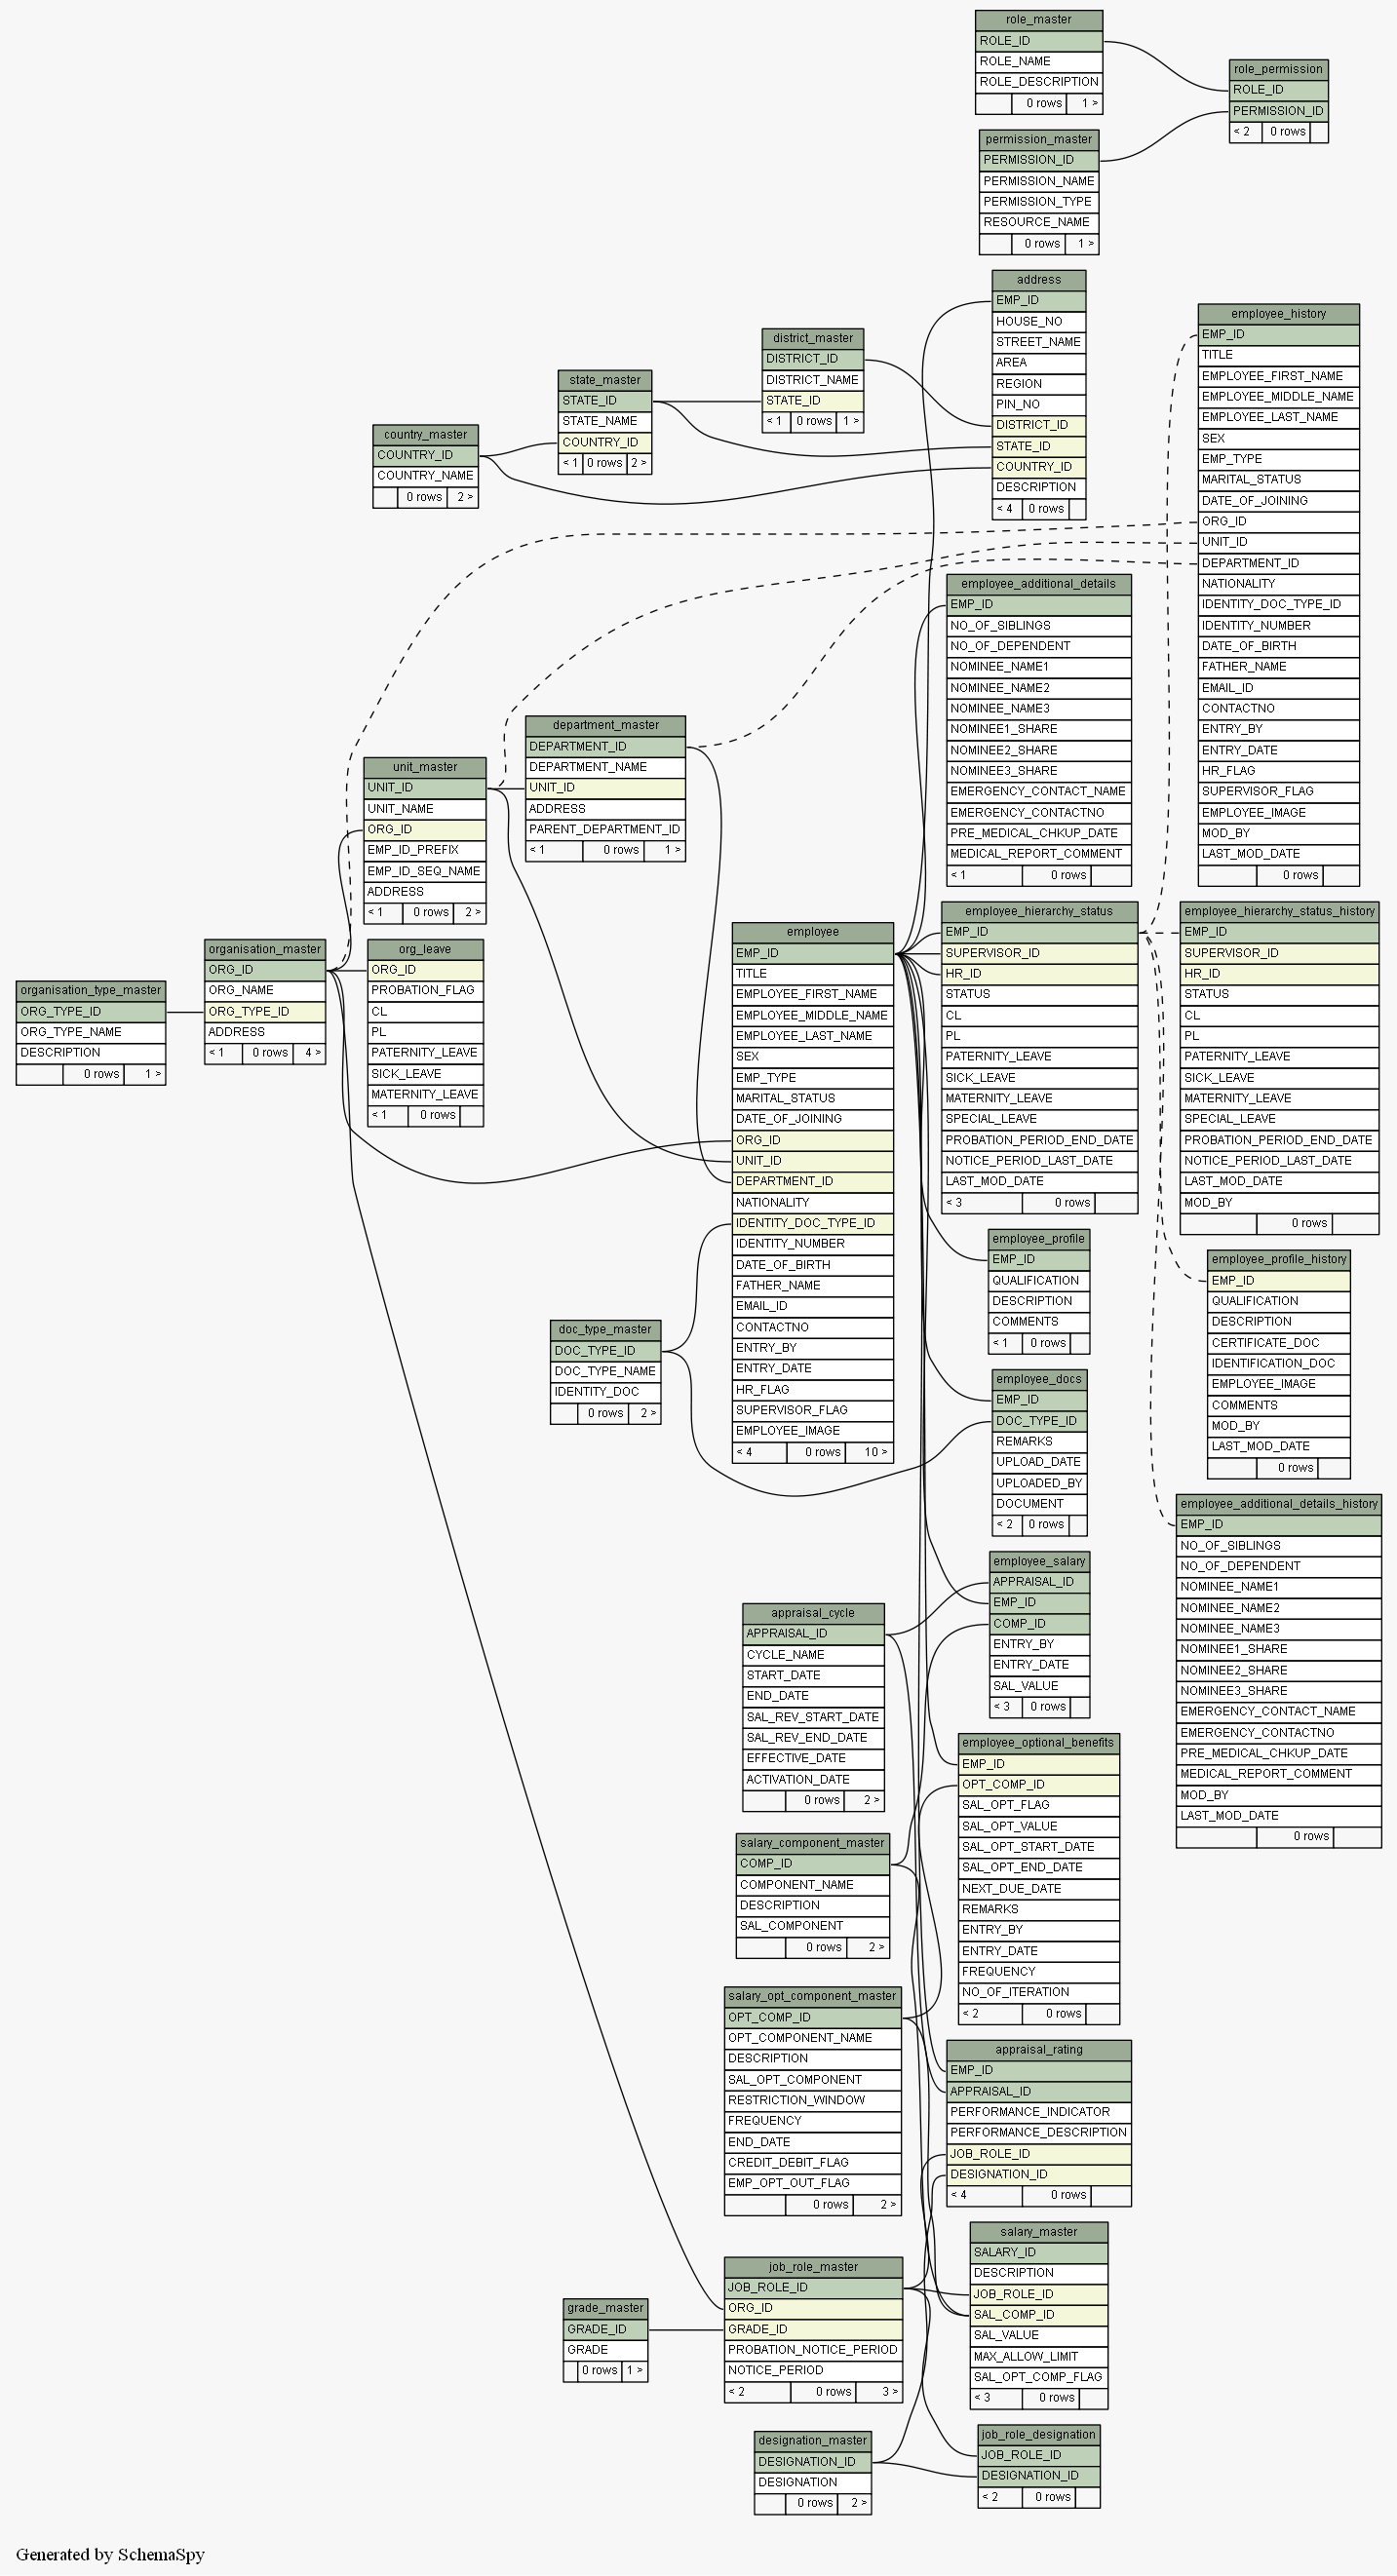 role_master
ROLE_ID
ROLE_NAME
ROLE_DESCRIPTION
0 rows 1 >
role_permission
ROLE_ID
PERMISSION_ID
< 2 0 rows
permission_master
PERMISSION_ID
PERMISSION_NAME
PERMISSION_TYPE
RESOURCE_NAME
0 rows 1 >
address
EMP_ID
HOUSE_NO
STREET_NAME
AREA
REGION
PIN_NO
DISTRICT_ID
STATE_ID
COUNTRY_ID
DESCRIPTION
< 4 0 rows
employee_history
EMP_ID
TITLE
EMPLOYEE_FIRST_NAME
EMPLOYEE_MIDDLE_NAME
EMPLOYEE_LAST_NAME
SEX
EMP_TYPE
MARITAL_STATUS
DATE_OF_JOINING
ORG_ID
UNIT_ID
DEPARTMENT_ID
NATIONALITY
IDENTITY_DOC_TYPE_ID
IDENTITY_NUMBER
DATE_OF_BIRTH
FATHER_NAME
EMAIL_ID
CONTACTNO
ENTRY_BY
ENTRY_DATE
HR_FLAG
SUPERVISOR_FLAG
EMPLOYEE_IMAGE
MOD_BY
LAST_MOD_DATE
0 rows
district_master
DISTRICT_ID
DISTRICT_NAME
STATE_ID
< 1 0 rows 1 >
state_master
STATE_ID
STATE_NAME
COUNTRY_ID
< 1 0 rows 2 >
country_master
COUNTRY_ID
COUNTRY_NAME
0 rows 2 >
employee_additional_details
EMP_ID
NO_OF_SIBLINGS
NO_OF_DEPENDENT
NOMINEE_NAME1
NOMINEE_NAME2
NOMINEE_NAME3
NOMINEE1_SHARE
NOMINEE2_SHARE
NOMINEE3_SHARE
EMERGENCY_CONTACT_NAME
EMERGENCY_CONTACTNO
PRE_MEDICAL_CHKUP_DATE
MEDICAL_REPORT_COMMENT
< 1 0 rows
department_master
DEPARTMENT_ID
DEPARTMENT_NAME
UNIT_ID
ADDRESS
PARENT_DEPARTMENT_ID
< 1 0 rows 1 >
unit_master
UNIT_ID
UNIT_NAME
ORG_ID
EMP_ID_PREFIX
EMP_ID_SEQ_NAME
ADDRESS
< 1 0 rows 2 >
organisation_master
ORG_ID
ORG_NAME
ORG_TYPE_ID
ADDRESS
< 1 0 rows 4 >
org_leave
ORG_ID
PROBATION_FLAG
CL
PL
PATERNITY_LEAVE
SICK_LEAVE
MATERNITY_LEAVE
< 1 0 rows
organisation_type_master
ORG_TYPE_ID
ORG_TYPE_NAME
DESCRIPTION
0 rows 1 >
employee
EMP_ID
TITLE
EMPLOYEE_FIRST_NAME
EMPLOYEE_MIDDLE_NAME
EMPLOYEE_LAST_NAME
SEX
EMP_TYPE
MARITAL_STATUS
DATE_OF_JOINING
ORG_ID
UNIT_ID
DEPARTMENT_ID
NATIONALITY
IDENTITY_DOC_TYPE_ID
IDENTITY_NUMBER
DATE_OF_BIRTH
FATHER_NAME
EMAIL_ID
CONTACTNO
ENTRY_BY
ENTRY_DATE
HR_FLAG
SUPERVISOR_FLAG
EMPLOYEE_IMAGE
< 4 0 rows 10 >
employee_hierarchy_status
EMP_ID
SUPERVISOR_ID
HR_ID
STATUS
CL
PL
PATERNITY_LEAVE
SICK_LEAVE
MATERNITY_LEAVE
SPECIAL_LEAVE
PROBATION_PERIOD_END_DATE
NOTICE_PERIOD_LAST_DATE
LAST_MOD_DATE
< 3 0 rows
employee_hierarchy_status_history
EMP_ID
SUPERVISOR_ID
HR_ID
STATUS
CL
PL
PATERNITY_LEAVE
SICK_LEAVE
MATERNITY_LEAVE
SPECIAL_LEAVE
PROBATION_PERIOD_END_DATE
NOTICE_PERIOD_LAST_DATE
LAST_MOD_DATE
MOD_BY
0 rows
employee_profile
EMP_ID
QUALIFICATION
DESCRIPTION
COMMENTS
< 1 0 rows
employee_profile_history
EMP_ID
QUALIFICATION
DESCRIPTION
CERTIFICATE_DOC
IDENTIFICATION_DOC
EMPLOYEE_IMAGE
COMMENTS
MOD_BY
LAST_MOD_DATE
0 rows
doc_type_master
DOC_TYPE_ID
DOC_TYPE_NAME
IDENTITY_DOC
0 rows 2 >
employee_docs
EMP_ID
DOC_TYPE_ID
REMARKS
UPLOAD_DATE
UPLOADED_BY
DOCUMENT
< 2 0 rows
employee_additional_details_history
EMP_ID
NO_OF_SIBLINGS
NO_OF_DEPENDENT
NOMINEE_NAME1
NOMINEE_NAME2
NOMINEE_NAME3
NOMINEE1_SHARE
NOMINEE2_SHARE
NOMINEE3_SHARE
EMERGENCY_CONTACT_NAME
EMERGENCY_CONTACTNO
PRE_MEDICAL_CHKUP_DATE
MEDICAL_REPORT_COMMENT
MOD_BY
LAST_MOD_DATE
0 rows
employee_salary
APPRAISAL_ID
EMP_ID
COMP_ID
ENTRY_BY
ENTRY_DATE
SAL_VALUE
< 3 0 rows
appraisal_cycle
APPRAISAL_ID
CYCLE_NAME
START_DATE
END_DATE
SAL_REV_START_DATE
SAL_REV_END_DATE
EFFECTIVE_DATE
ACTIVATION_DATE
0 rows 2 >
employee_optional_benefits
EMP_ID
OPT_COMP_ID
SAL_OPT_FLAG
SAL_OPT_VALUE
SAL_OPT_START_DATE
SAL_OPT_END_DATE
NEXT_DUE_DATE
REMARKS
ENTRY_BY
ENTRY_DATE
FREQUENCY
NO_OF_ITERATION
< 2 0 rows
salary_component_master
COMP_ID
COMPONENT_NAME
DESCRIPTION
SAL_COMPONENT
0 rows 2 >
salary_opt_component_master
OPT_COMP_ID
OPT_COMPONENT_NAME
DESCRIPTION
SAL_OPT_COMPONENT
RESTRICTION_WINDOW
FREQUENCY
END_DATE
CREDIT_DEBIT_FLAG
EMP_OPT_OUT_FLAG
0 rows 2 >
appraisal_rating
EMP_ID
APPRAISAL_ID
PERFORMANCE_INDICATOR
PERFORMANCE_DESCRIPTION
JOB_ROLE_ID
DESIGNATION_ID
< 4 0 rows
salary_master
SALARY_ID
DESCRIPTION
JOB_ROLE_ID
SAL_COMP_ID
SAL_VALUE
MAX_ALLOW_LIMIT
SAL_OPT_COMP_FLAG
< 3 0 rows
job_role_master
JOB_ROLE_ID
ORG_ID
GRADE_ID
PROBATION_NOTICE_PERIOD
NOTICE_PERIOD
< 2 0 rows 3 >
grade_master
GRADE_ID
GRADE
0 rows 1 >
job_role_designation
JOB_ROLE_ID
DESIGNATION_ID
< 2 0 rows
designation_master
DESIGNATION_ID
DESIGNATION
0 rows 2 >
Generated by SchemaSpy